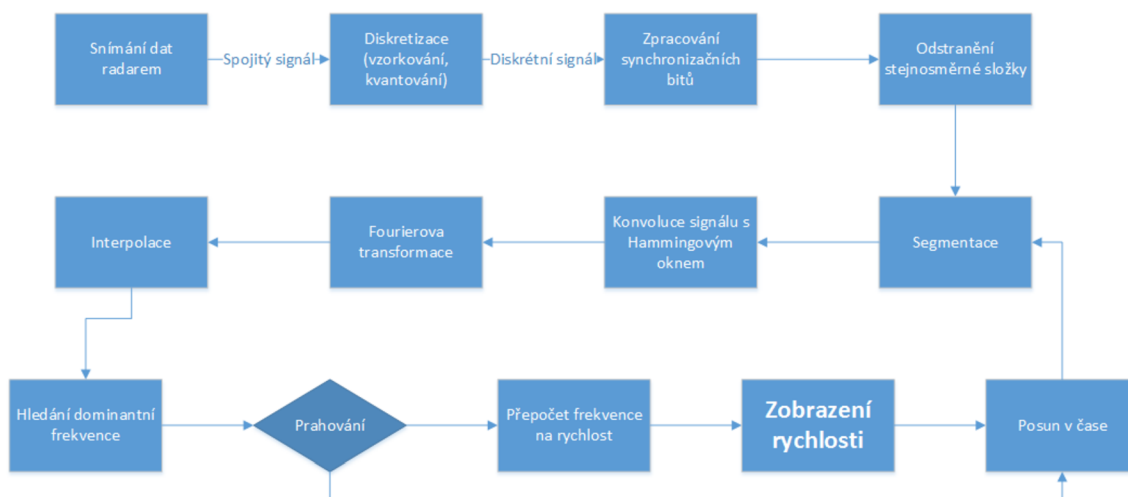 Snímání dat
radarem
Spojitý signál
Diskretizace
(vzorkování,
kvantování)
Diskrétní signál
Zpracování
synchronizačních
bitů
Odstranění
stejnosměrné složky
Interpolace
Fourierova
transformace
Konvoluce signálu s
Hammingovým
oknem
Segmentace
Hledání dominantní
frekvence
Prahování
Přepočet frekvence
na rychlost
Zobrazení
rychlosti
Posun v čase